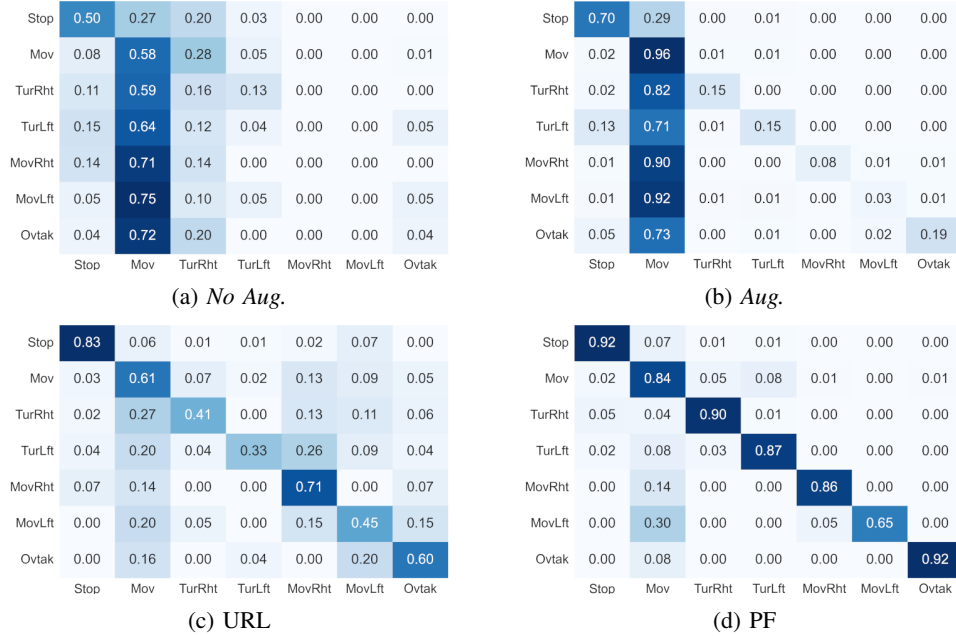 Stop 0.50 0.27 0.20 0.03 0.00 0.00 0.00
Mov 0.08 0.58 0.28 0.05 0.00 0.00 0.01
TurRht 0.11 0.59 0.16 0.13 0.00 0.00 0.00
TurLft 0.15 0.64 0.12 0.04 0.00 0.00 0.05
MovRht 0.14 0.71 0.14 0.00 0.00 0.00 0.00
MovLft 0.05 0.75 0.10 0.05 0.00 0.00 0.05
Ovtak 0.04 0.72 0.20 0.00 0.00 0.00 0.04
Stop Mov TurRht TurLft MovRht MovLft Ovtak
(a) No Aug.
Stop 0.70 0.29 0.00 0.01 0.00 0.00 0.00
Mov 0.02 0.96 0.01 0.01 0.00 0.00 0.00
TurRht 0.02 0.82 0.15 0.00 0.00 0.00 0.00
TurLft 0.13 0.71 0.01 0.15 0.00 0.00 0.00
MovRht 0.01 0.90 0.00 0.00 0.08 0.01 0.01
MovLft 0.01 0.92 0.01 0.01 0.00 0.03 0.01
Ovtak 0.05 0.73 0.00 0.01 0.00 0.02 0.19
Stop Mov TurRht TurLft MovRht MovLft Ovtak
(b) Aug.
Stop 0.83 0.06 0.01 0.01 0.02 0.07 0.00
Mov 0.03 0.61 0.07 0.02 0.13 0.09 0.05
TurRht 0.02 0.27 0.41 0.00 0.13 0.11 0.06
TurLft 0.04 0.20 0.04 0.33 0.26 0.09 0.04
MovRht 0.07 0.14 0.00 0.00 0.71 0.00 0.07
MovLft 0.00 0.20 0.05 0.00 0.15 0.45 0.15
Ovtak 0.00 0.16 0.00 0.04 0.00 0.20 0.60
Stop Mov TurRht TurLft MovRht MovLft Ovtak
(c) URL
Stop 0.92 0.07 0.01 0.01 0.00 0.00 0.00
Mov 0.02 0.84 0.05 0.08 0.01 0.00 0.01
TurRht 0.05 0.04 0.90 0.01 0.00 0.00 0.00
TurLft 0.02 0.08 0.03 0.87 0.00 0.00 0.00
MovRht 0.00 0.14 0.00 0.00 0.86 0.00 0.00
MovLft 0.00 0.30 0.00 0.00 0.05 0.65 0.00
Ovtak 0.00 0.08 0.00 0.00 0.00 0.00 0.92
Stop Mov TurRht TurLft MovRht MovLft Ovtak
(d) PF